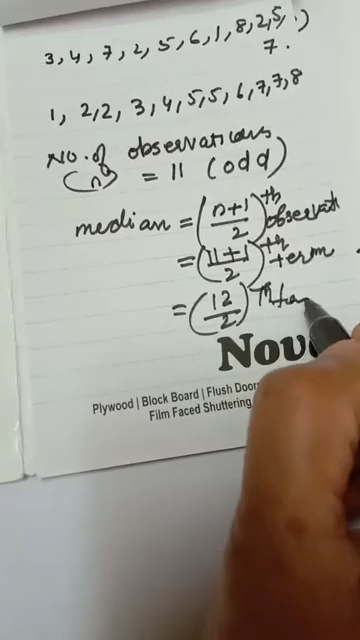 3, 4, 7, 2, 5, 6, 1, 8, 2, 5,
7.
1, 2, 2, 3, 4, 5, 5, 6, 7, 7, 8
No. of observations
(n) = 11 (odd)
median = (n+1/2)th observati
= (11+1/2)th term
= (12/2)th
Nov
Plywood | Block Board | Flush Door
Film Faced Shuttering